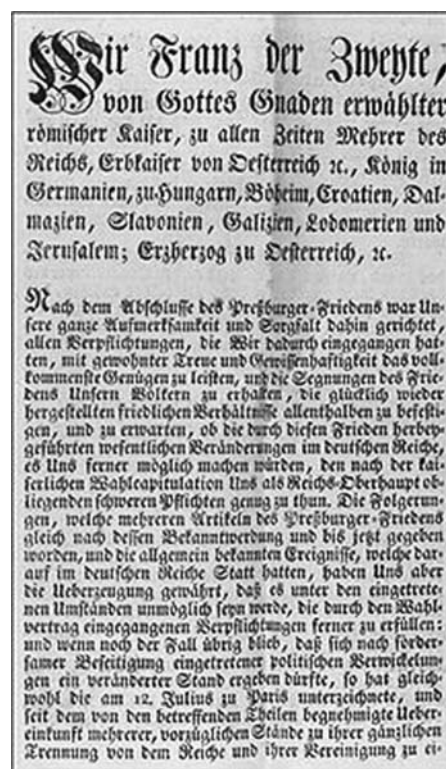 Wir Franz der Zweyte,
von Gottes Gnaden erwählter
römischer Kaiser, zu allen Zeiten Mehrer des
Reichs, Erbkaiser von Oesterreich ꝛc., König in
Germanien, zu Hungarn, Böheim, Croatien, Dal-
mazien, Slavonien, Galizien, Lodomerien und
Jerusalem; Erzherzog zu Oesterreich, ꝛc.
Nach dem Abschlusse des Preßburger-Friedens war Un-
sere ganze Aufmerksamkeit und Sorgfalt dahin gerichtet,
allen Verpflichtungen, die Wir dadurch eingegangen hat-
ten, mit gewohnter Treue und Gewissenhaftigkeit das voll-
kommenste Genügen zu leisten, und die Segnungen des Frie-
dens Unsern Völkern zu erhalten, die glücklich wieder
hergestellten friedlichen Verhältnisse allenthalben zu befesti-
gen, und zu erwarten, ob die durch diesen Frieden herbey-
geführten wesentlichen Veränderungen im deutschen Reiche,
es Uns ferner möglich machen würden, den nach der kai-
serlichen Wahlcapitulation Uns als Reichs-Oberhaupt ob-
liegenden schweren Pflichten genug zu thun. Die Folgerun-
gen, welche mehreren Artikeln des Preßburger-Friedens
gleich nach dessen Bekanntwerdung und bis jetzt gegeben
worden, und die allgemein bekannten Ereignisse, welche dar-
auf im deutschen Reiche Statt hatten, haben Uns aber
die Ueberzeugung gewährt, daß es unter den eingetrete-
nen Umständen unmöglich seyn werde, die durch den Wahl-
vertrag eingegangenen Verpflichtungen ferner zu erfüllen:
und wenn noch der Fall übrig blieb, daß sich nach förder-
samer Beseitigung eingetretener politischen Verwickelun-
gen ein veränderter Stand ergeben dürfte, so hat gleich-
wohl die am 12. Julius zu Paris unterzeichnete, und
seit dem von den betreffenden Theilen begnehmigte Ueber-
einkunft mehrerer, vorzüglichen Stände zu ihrer gänzlichen
Trennung von dem Reiche und ihrer Vereinigung zu ei-